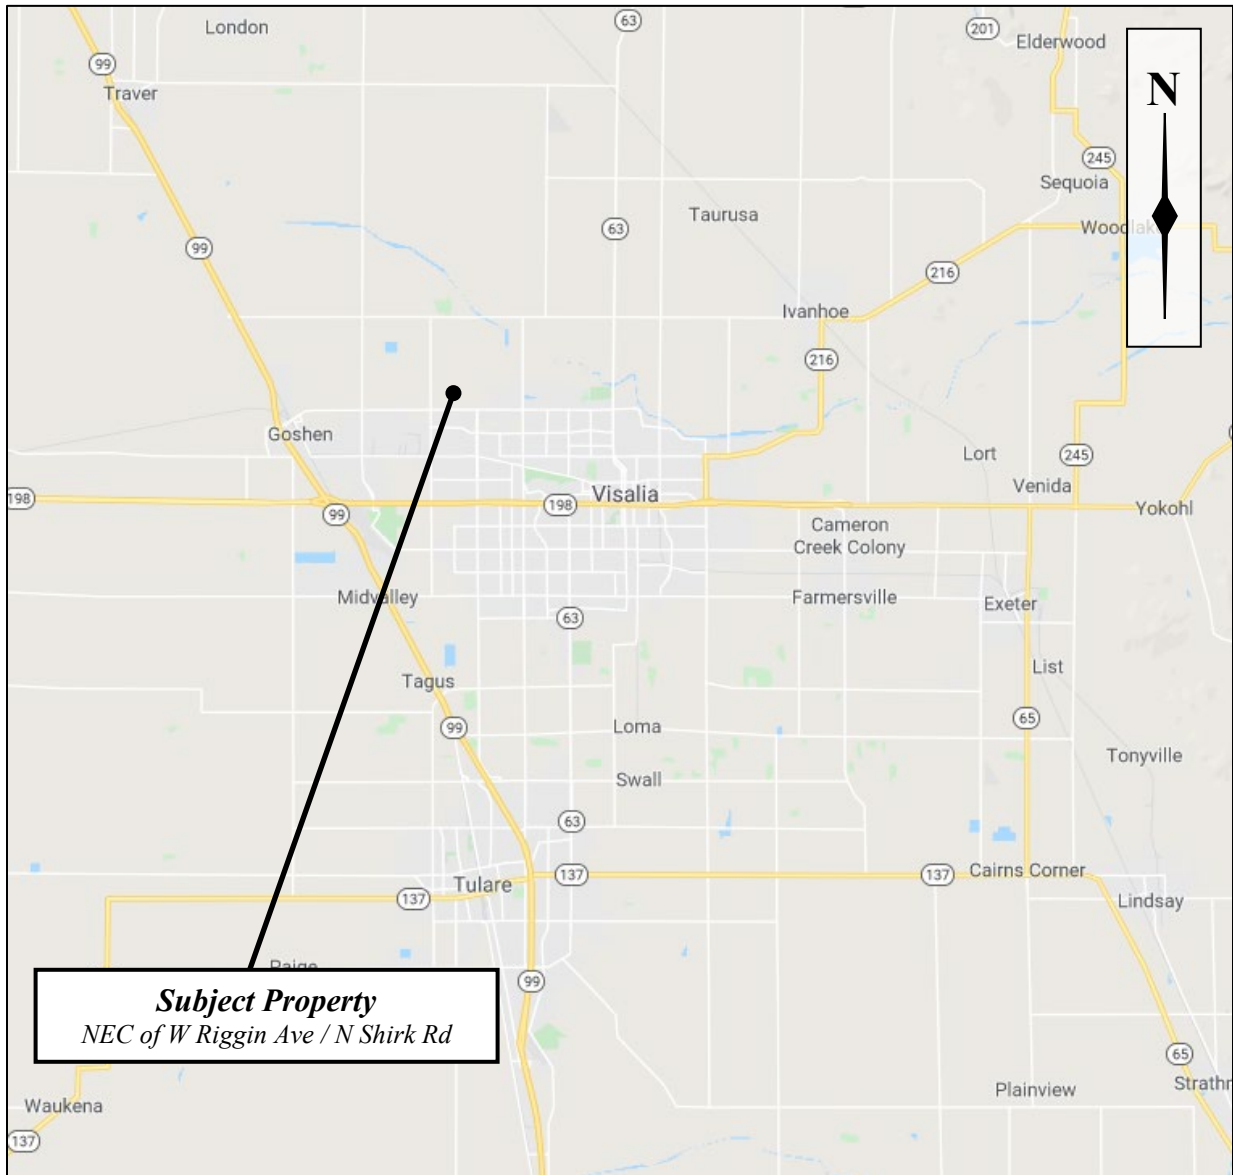 63
London
201
Elderwood
99
Traver
N
245
Sequoia
Taurusa
63
Woodlak
99
216
Ivanhoe
216
Goshen
Lort
245
Venida
198
Visalia
198
99
Yokohl
Cameron
Creek Colony
Midvalley
Farmersville
Exeter
63
List
Tagus
65
99
Loma
Tonyville
Swall
63
137
137
Cairns Corner
Tulare
137
Lindsay
Paige
99
Subject Property
NEC of W Riggin Ave / N Shirk Rd
65
Strathr
Plainview
Waukena
137